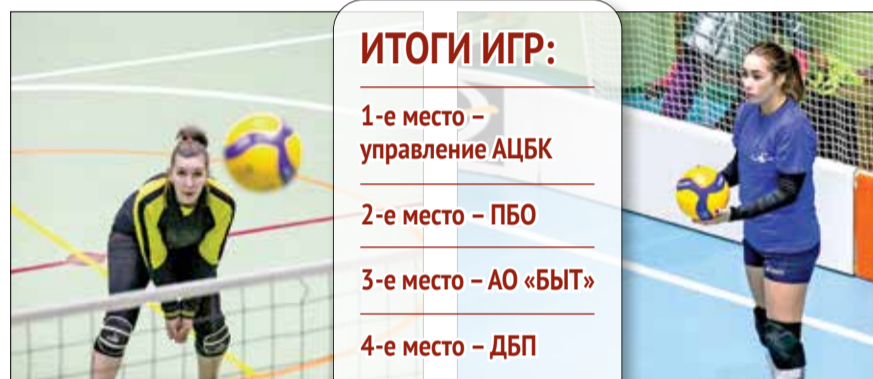 ИТОГИ ИГР:
1-е место –
управление АЦБК
2-е место – ПБО
3-е место – АО «БЫТ»
4-е место – ДБП